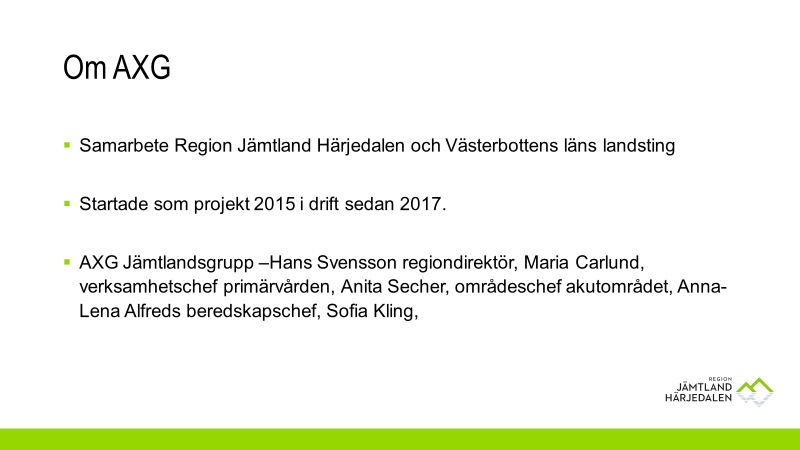 Om AXG
Samarbete Region Jämtland Härjedalen och Västerbottens läns landsting
Startade som projekt 2015 i drift sedan 2017.
AXG Jämtlandsgrupp –Hans Svensson regiondirektör, Maria Carlund,
verksamhetschef primärvården, Anita Secher, områdeschef akutområdet, Anna-
Lena Alfreds beredskapschef, Sofia Kling,
REGION
JÄMTLAND
HÄRJEDALEN